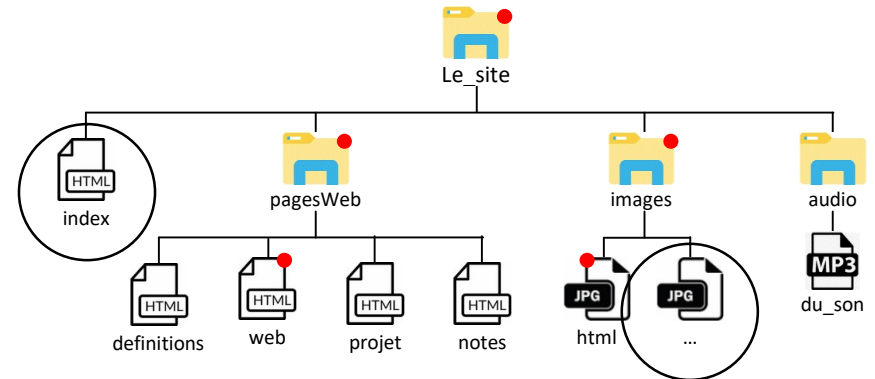 Le_site
HTML
index
pagesWeb
images
audio
HTML
HTML
HTML
HTML
JPG
JPG
MP3
definitions
web
projet
notes
html
...
du_son